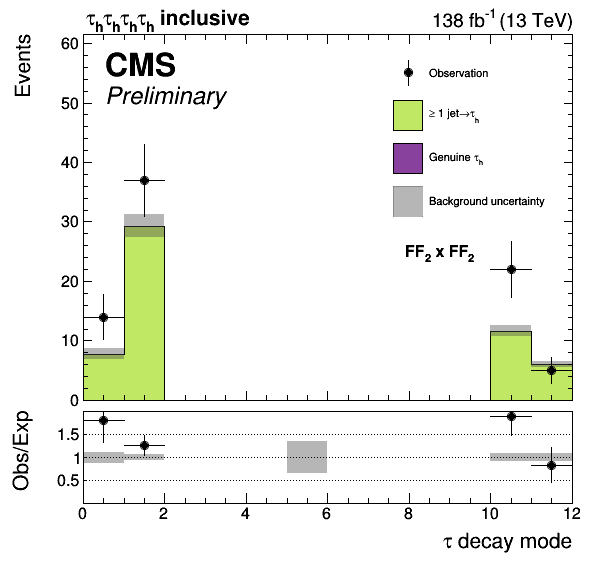 τhτhτhτh inclusive
138 fb-1 (13 TeV)
CMS
Preliminary
Events
60
50
40
30
20
10
0
Observation
≥ 1 jet→τh
Genuine τh
Background uncertainty
FF2 x FF2
Obs/Exp
1.5
1
0.5
0 2 4 6 8 10 12
τ decay mode